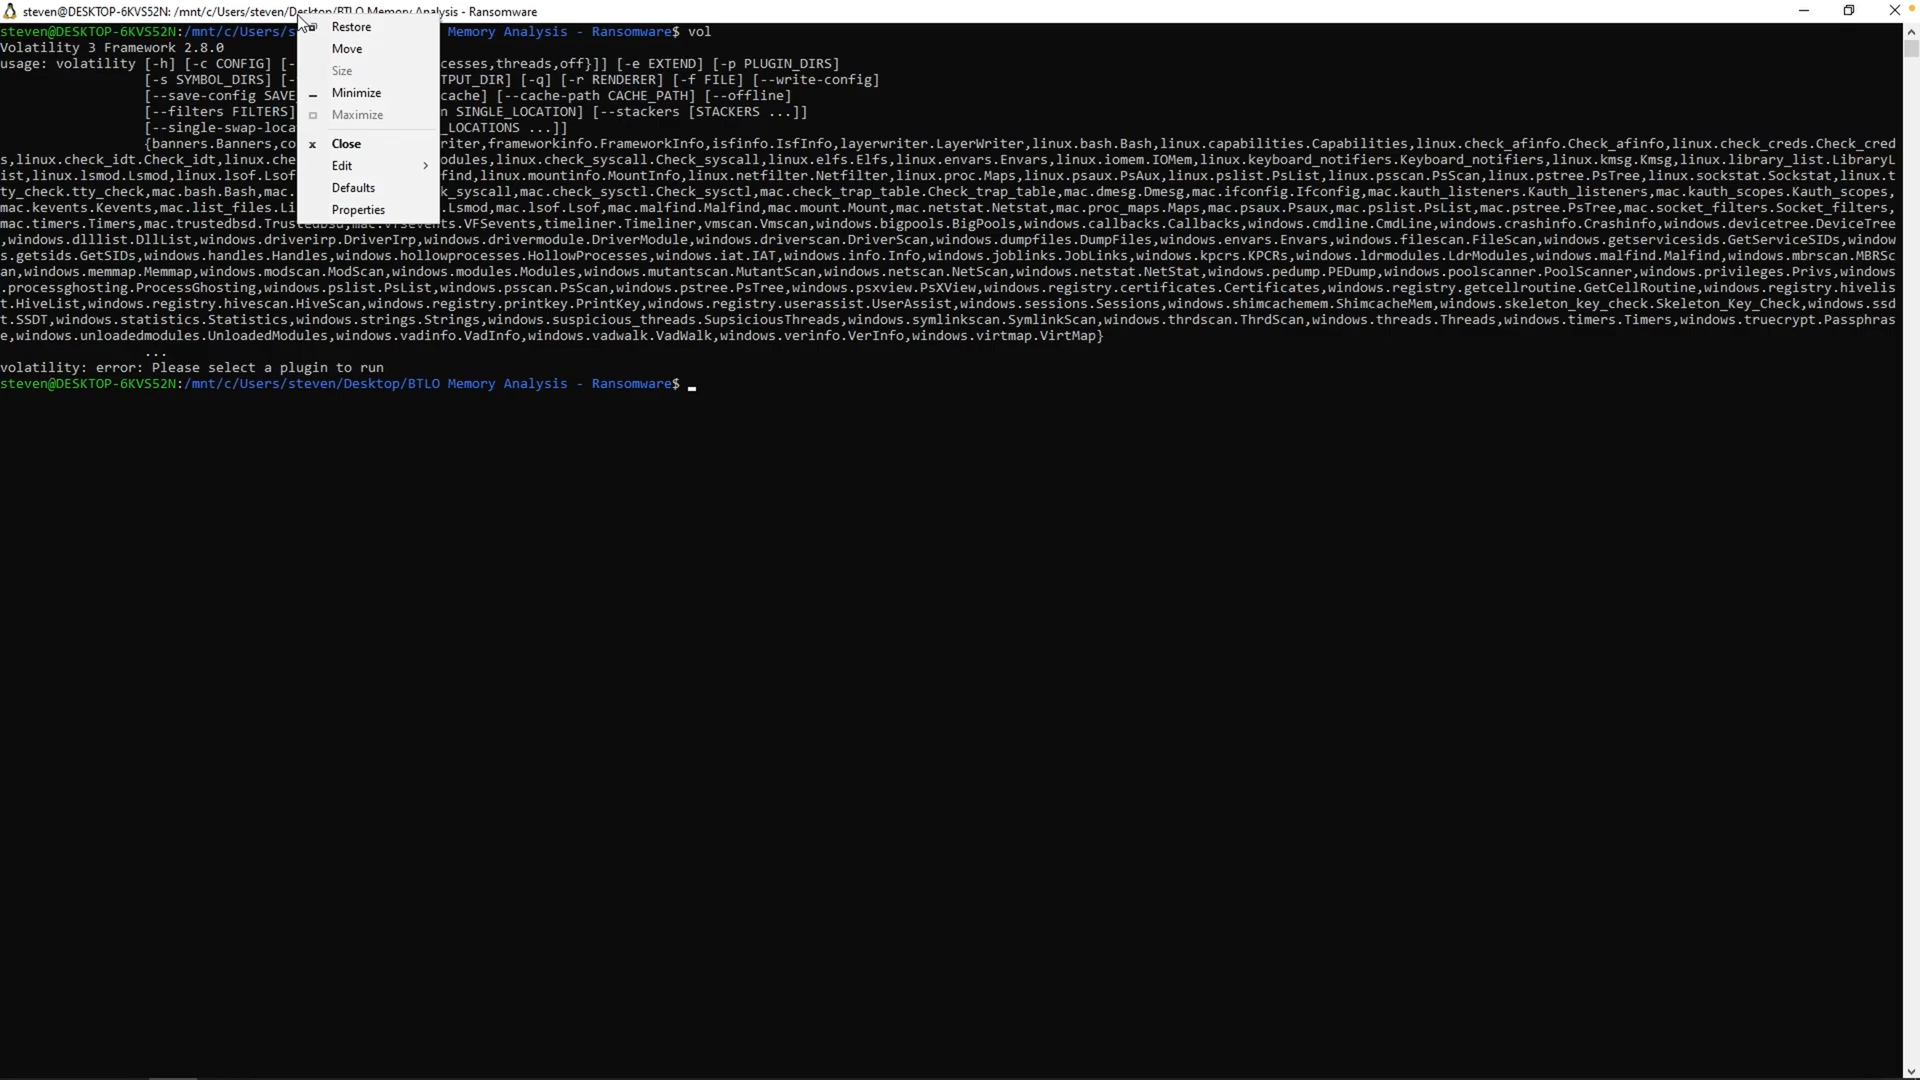 steven@DESKTOP-6KVS52N: /mnt/c/Users/steven/Desktop/BTLO Memory Analysis - Ransomware
steven@DESKTOP-6KVS52N:/mnt/c/Users/s Memory Analysis - Ransomware$ vol
Volatility 3 Framework 2.8.0
usage: volatility [-h] [-c CONFIG] [- cesses,threads,off}]] [-e EXTEND] [-p PLUGIN_DIRS]
[-s SYMBOL_DIRS] [- TPUT_DIR] [-q] [-r RENDERER] [-f FILE] [--write-config]
[--save-config SAVE_ cache] [--cache-path CACHE_PATH] [--offline]
[--filters FILTERS] n SINGLE_LOCATION] [--stackers [STACKERS ...]]
[--single-swap-loca _LOCATIONS ...]]
{banners.Banners,co riter,frameworkinfo.FrameworkInfo,isfinfo.IsfInfo,layerwriter.LayerWriter,linux.bash.Bash,linux.capabilities.Capabilities,linux.check_afinfo.Check_afinfo,linux.check_creds.Check_cred
s,linux.check_idt.Check_idt,linux.che odules,linux.check_syscall.Check_syscall,linux.elfs.Elfs,linux.envars.Envars,linux.iomem.IOMem,linux.keyboard_notifiers.Keyboard_notifiers,linux.kmsg.Kmsg,linux.library_list.LibraryL
ist,linux.lsmod.Lsmod,linux.lsof.Lsof find,linux.mountinfo.MountInfo,linux.netfilter.Netfilter,linux.proc.Maps,linux.psaux.PsAux,linux.pslist.PsList,linux.psscan.PsScan,linux.pstree.PsTree,linux.sockstat.Sockstat,linux.t
ty_check.tty_check,mac.bash.Bash,mac. k_syscall,mac.check_sysctl.Check_sysctl,mac.check_trap_table.Check_trap_table,mac.dmesg.Dmesg,mac.ifconfig.Ifconfig,mac.kauth_listeners.Kauth_listeners,mac.kauth_scopes.Kauth_scopes,
mac.kevents.Kevents,mac.list_files.Li Lsmod,mac.lsof.Lsof,mac.malfind.Malfind,mac.mount.Mount,mac.netstat.Netstat,mac.proc_maps.Maps,mac.psaux.Psaux,mac.pslist.PsList,mac.pstree.PsTree,mac.socket_filters.Socket_filters,
mac.timers.Timers,mac.trustedbsd.Trustedbsd,mac.vfsevents.VFSevents,timeliner.Timeliner,vmscan.Vmscan,windows.bigpools.BigPools,windows.callbacks.Callbacks,windows.cmdline.CmdLine,windows.crashinfo.Crashinfo,windows.devicetree.DeviceTree
,windows.dlllist.DllList,windows.driverirp.DriverIrp,windows.drivermodule.DriverModule,windows.driverscan.DriverScan,windows.dumpfiles.DumpFiles,windows.envars.Envars,windows.filescan.FileScan,windows.getservicesids.GetServiceSIDs,window
s.getsids.GetSIDs,windows.handles.Handles,windows.hollowprocesses.HollowProcesses,windows.iat.IAT,windows.info.Info,windows.joblinks.JobLinks,windows.kpcrs.KPCRs,windows.ldrmodules.LdrModules,windows.malfind.Malfind,windows.mbrscan.MBRSc
an,windows.memmap.Memmap,windows.modscan.ModScan,windows.modules.Modules,windows.mutantscan.MutantScan,windows.netscan.NetScan,windows.netstat.NetStat,windows.pedump.PEDump,windows.poolscanner.PoolScanner,windows.privileges.Privs,windows
.processghosting.ProcessGhosting,windows.pslist.PsList,windows.psscan.PsScan,windows.pstree.PsTree,windows.psxview.PsXView,windows.registry.certificates.Certificates,windows.registry.getcellroutine.GetCellRoutine,windows.registry.hivelis
t.HiveList,windows.registry.hivescan.HiveScan,windows.registry.printkey.PrintKey,windows.registry.userassist.UserAssist,windows.sessions.Sessions,windows.shimcachemem.ShimcacheMem,windows.skeleton_key_check.Skeleton_Key_Check,windows.ssd
t.SSDT,windows.statistics.Statistics,windows.strings.Strings,windows.suspicious_threads.SupsiciousThreads,windows.symlinkscan.SymlinkScan,windows.thrdscan.ThrdScan,windows.threads.Threads,windows.timers.Timers,windows.truecrypt.Passphras
e,windows.unloadedmodules.UnloadedModules,windows.vadinfo.VadInfo,windows.vadwalk.VadWalk,windows.verinfo.VerInfo,windows.virtmap.VirtMap}
...
volatility: error: Please select a plugin to run
steven@DESKTOP-6KVS52N:/mnt/c/Users/steven/Desktop/BTLO Memory Analysis - Ransomware$
Restore
Move
Size
Minimize
Maximize
Close
Edit
Defaults
Properties